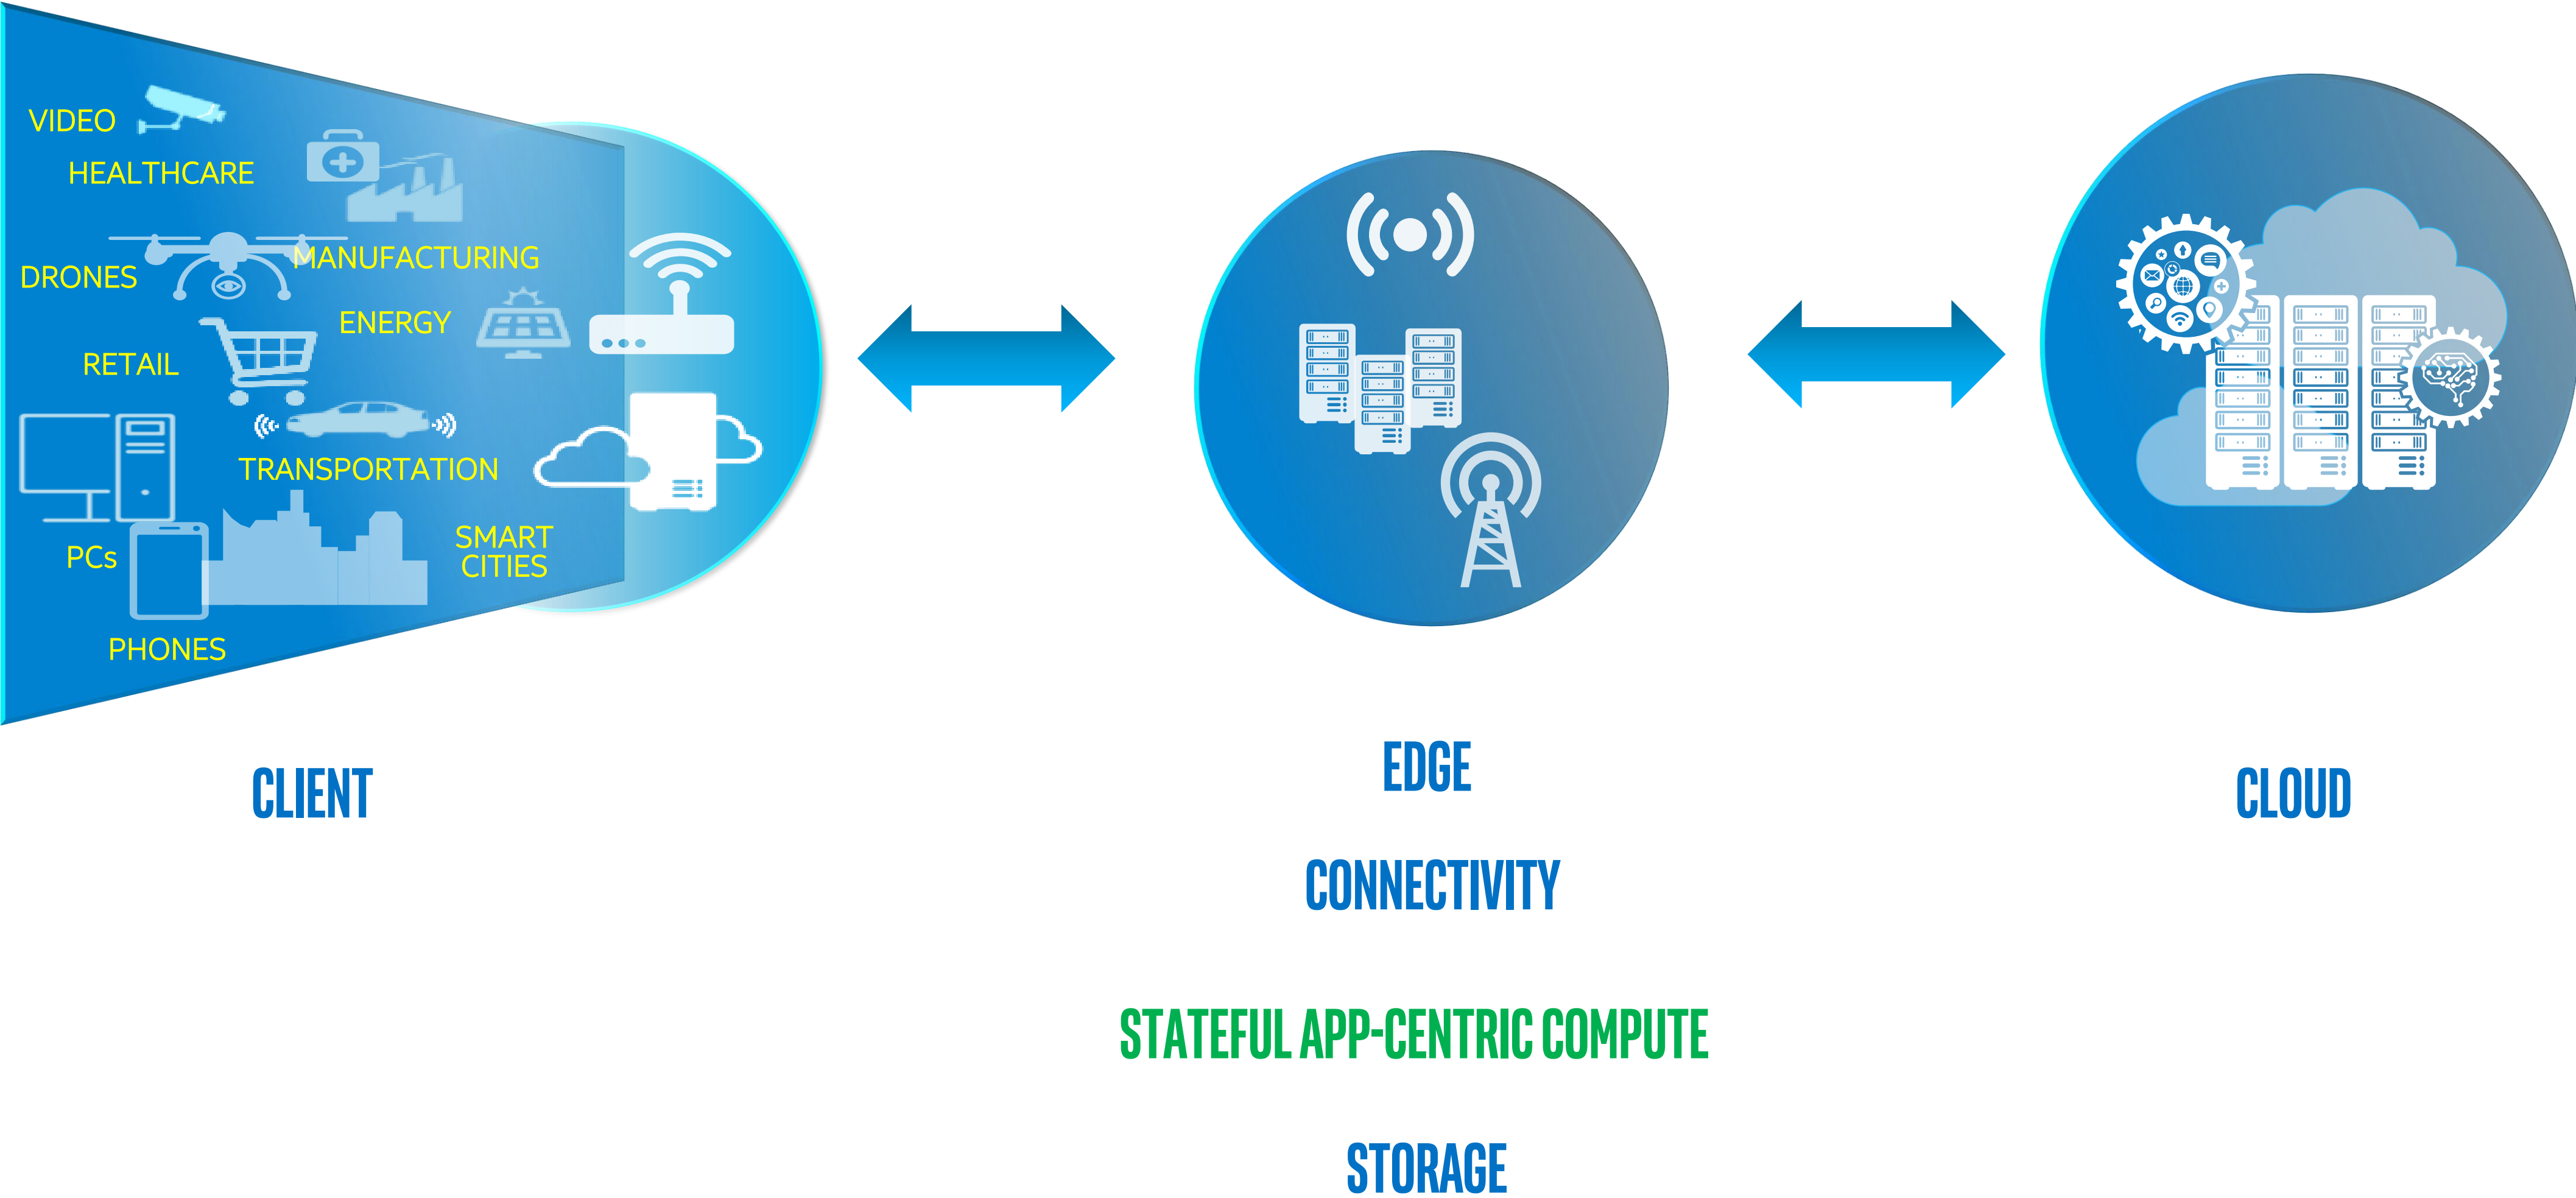 VIDEO
HEALTHCARE
MANUFACTURING
DRONES
ENERGY
RETAIL
TRANSPORTATION
SMART
CITIES
PCs
PHONES
CLIENT
EDGE
CLOUD
CONNECTIVITY
STATEFUL APP-CENTRIC COMPUTE
STORAGE